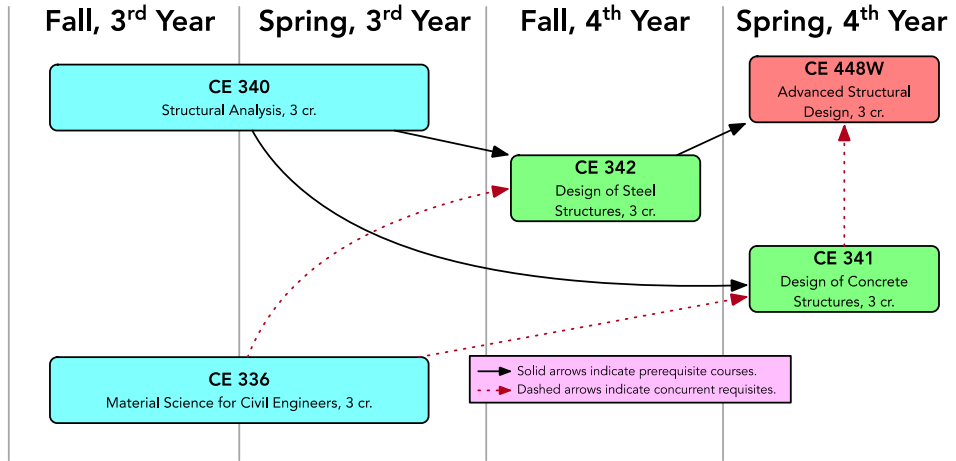 Fall, 3rd Year
Spring, 3rd Year
Fall, 4th Year
Spring, 4th Year
CE 340
Structural Analysis, 3 cr.
CE 448W
Advanced Structural
Design, 3 cr.
CE 342
Design of Steel
Structures, 3 cr.
CE 341
Design of Concrete
Structures, 3 cr.
CE 336
Material Science for Civil Engineers, 3 cr.
Solid arrows indicate prerequisite courses.
Dashed arrows indicate concurrent requisites.